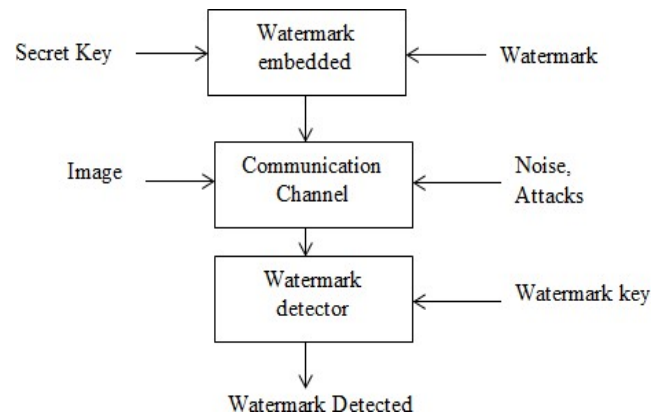 Secret Key
Watermark
embedded
Watermark
Image
Communication
Channel
Noise,
Attacks
Watermark
detector
Watermark key
Watermark Detected